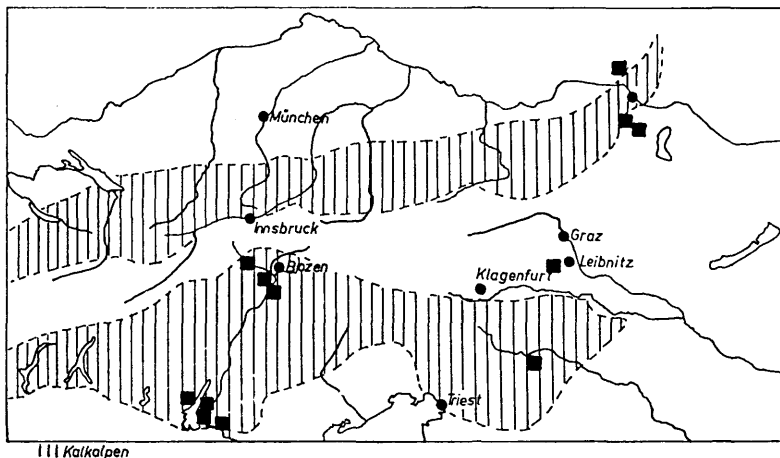 München
Innsbruck
Graz
Bozen
Leibnitz
Klagenfurt
Triest
Kalkalpen